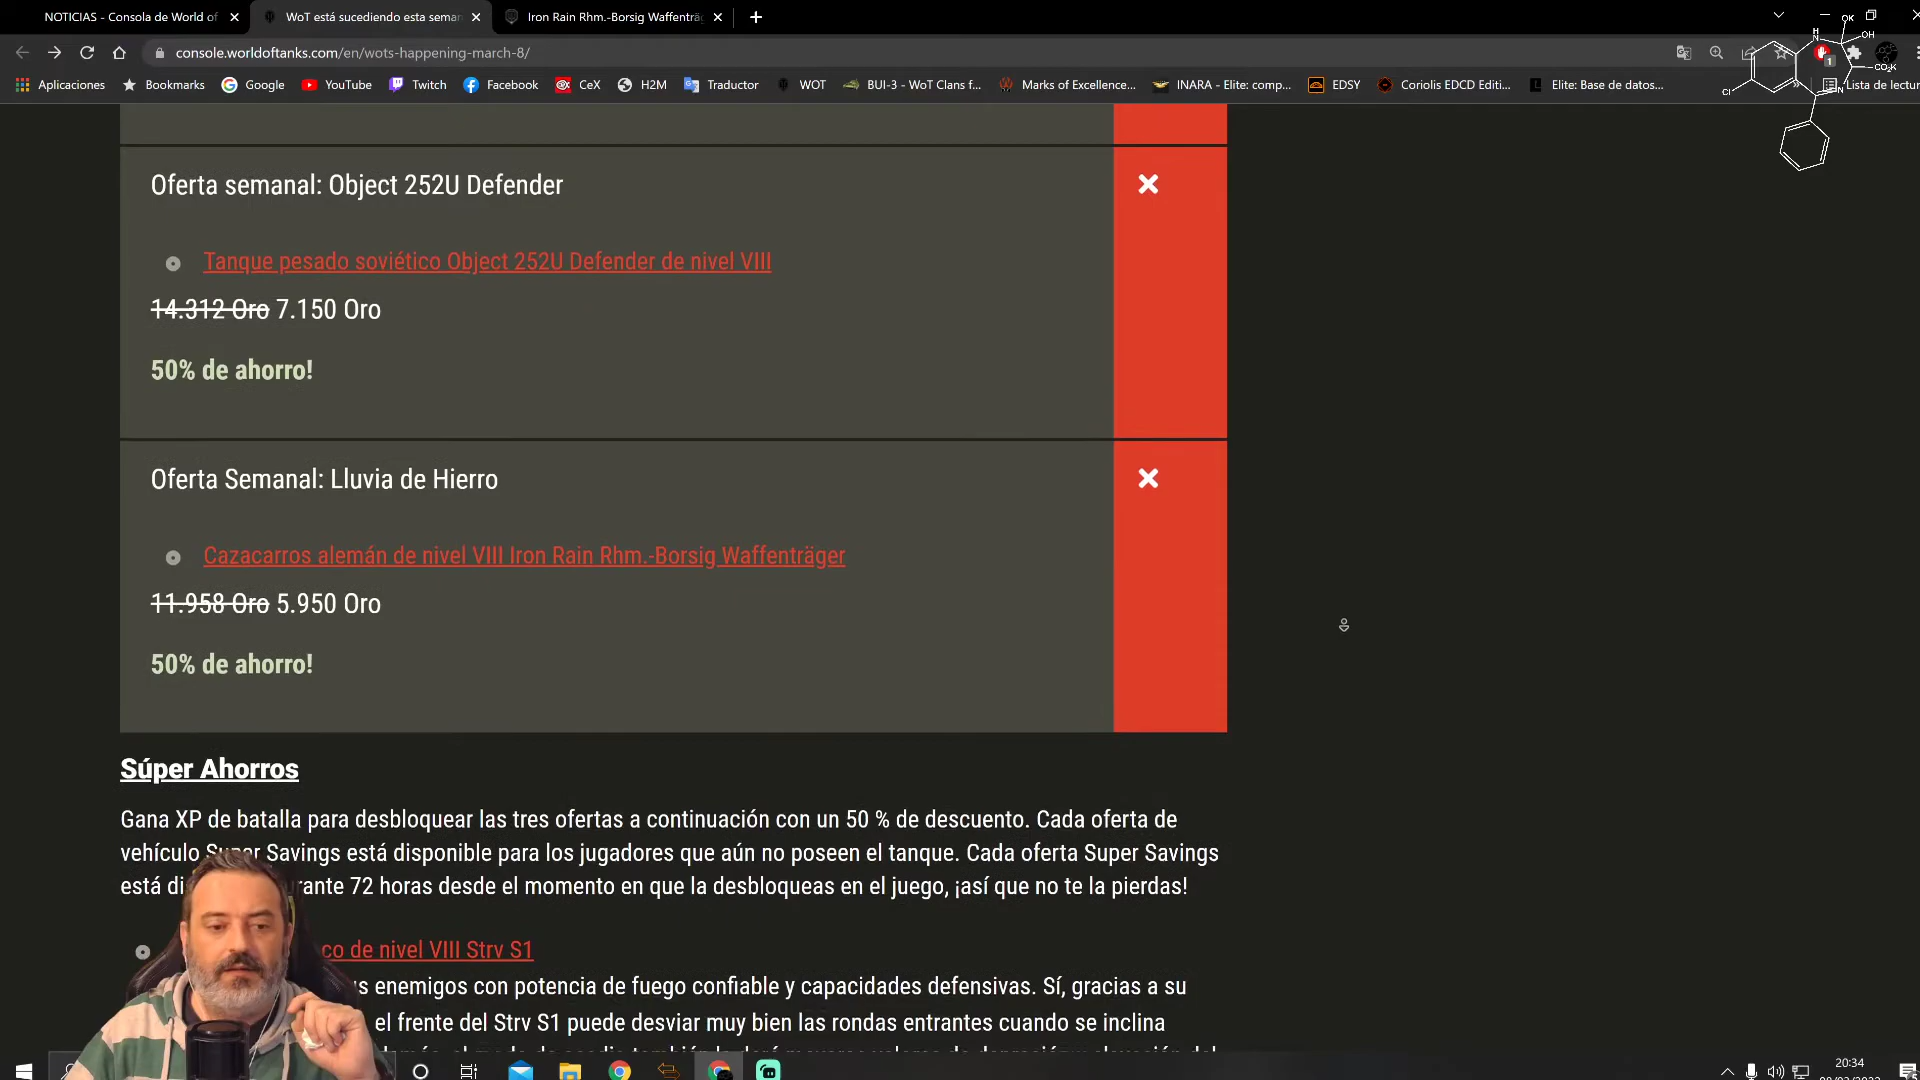 NOTICIAS - Consola de World of
WoT está sucediendo esta semar
Iron Rain Rhm.-Borsig Waffenträg
console.worldoftanks.com/en/wots-happening-march-8/
Aplicaciones
Bookmarks
Google
YouTube
Twitch
Facebook
CeX
H2M
Traductor
WOT
BUI-3 - WoT Clans f...
Marks of Excellence...
INARA - Elite: comp...
EDSY
Coriolis EDCD Editi...
Elite: Base de datos...
Lista de lectur
OK
OH
H
N
CO₂K
Cl
N
1
Oferta semanal: Object 252U Defender
Tanque pesado soviético Object 252U Defender de nivel VIII
14.312 Oro 7.150 Oro
50% de ahorro!
Oferta Semanal: Lluvia de Hierro
Cazacarros alemán de nivel VIII Iron Rain Rhm.-Borsig Waffenträger
11.958 Oro 5.950 Oro
50% de ahorro!
Súper Ahorros
Gana XP de batalla para desbloquear las tres ofertas a continuación con un 50 % de descuento. Cada oferta de
vehículo Super Savings está disponible para los jugadores que aún no poseen el tanque. Cada oferta Super Savings
está di rante 72 horas desde el momento en que la desbloqueas en el juego, ¡así que no te la pierdas!
co de nivel VIII Strv S1
s enemigos con potencia de fuego confiable y capacidades defensivas. Sí, gracias a su
el frente del Strv S1 puede desviar muy bien las rondas entrantes cuando se inclina
20:34